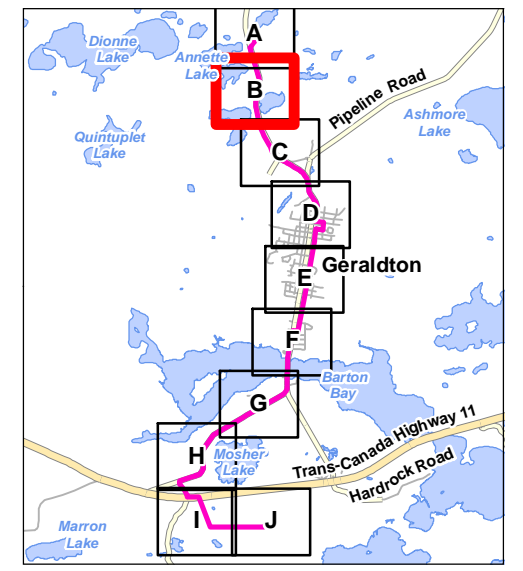 A
Dionne
Lake
Annette
Lake
B
Pipeline Road
Ashmore
Lake
Quintuplet
Lake
C
D
E
Geraldton
F
Barton
Bay
G
Trans-Canada Highway 11
Hardrock Road
H
Mosher
Lake
I
J
Marron
Lake